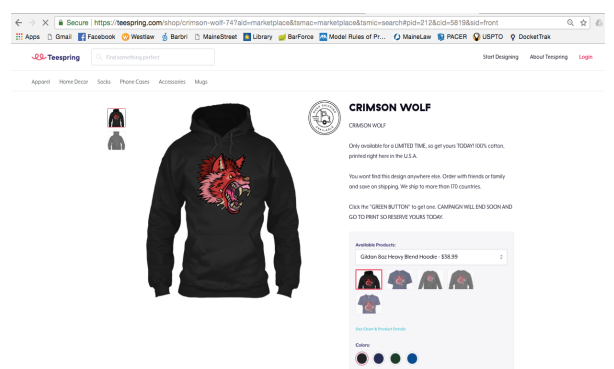 Secure https://teespring.com/shop/crimson-wolf-747?aid=marketplace&tsmac=marketplace&tsmic=search#pid=212&cid=5819&sid=front
Apps Gmail Facebook Westlaw Barbri MaineStreet Library BarForce Model Rules of Pr... MaineLaw PACER USPTO DocketTrak
Teespring Find something perfect Start Designing About Teespring Login
Apparel Home Decor Socks Phone Cases Accessories Mugs
CRIMSON WOLF
CRIMSON WOLF
Only available for a LIMITED TIME, so get yours TODAY! 100% cotton,
printed right here in the U.S.A.
You wont find this design anywhere else. Order with friends or family
and save on shipping. We ship to more than 170 countries.
Click the "GREEN BUTTON" to get one. CAMPAIGN WILL END SOON AND
GO TO PRINT SO RESERVE YOURS TODAY.
Available Products:
Gildan 8oz Heavy Blend Hoodie - $38.99
Size Chart & Product Details
Colors: